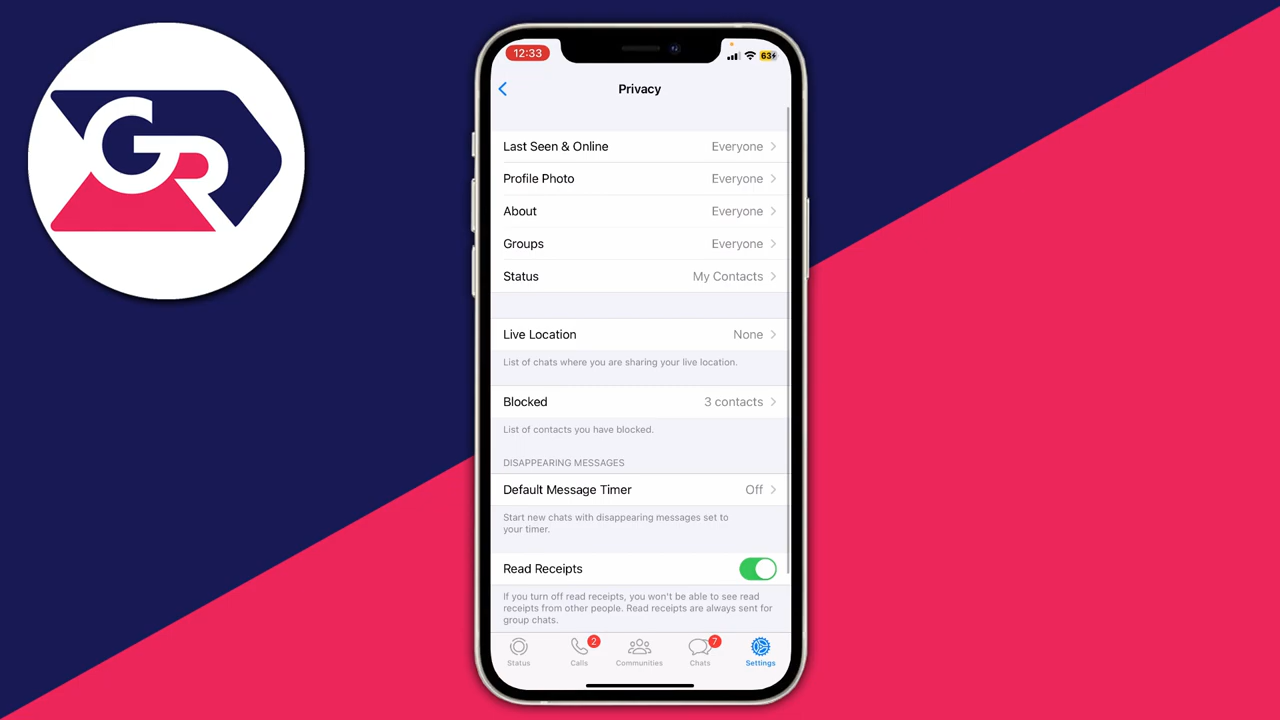 GR
12:33
63
Privacy
Last Seen & Online Everyone
Profile Photo Everyone
About Everyone
Groups Everyone
Status My Contacts
Live Location None
List of chats where you are sharing your live location.
Blocked 3 contacts
List of contacts you have blocked.
DISAPPEARING MESSAGES
Default Message Timer Off
Start new chats with disappearing messages set to
your timer.
Read Receipts
If you turn off read receipts, you won't be able to see read
receipts from other people. Read receipts are always sent for
group chats.
2 7
Status Calls Communities Chats Settings